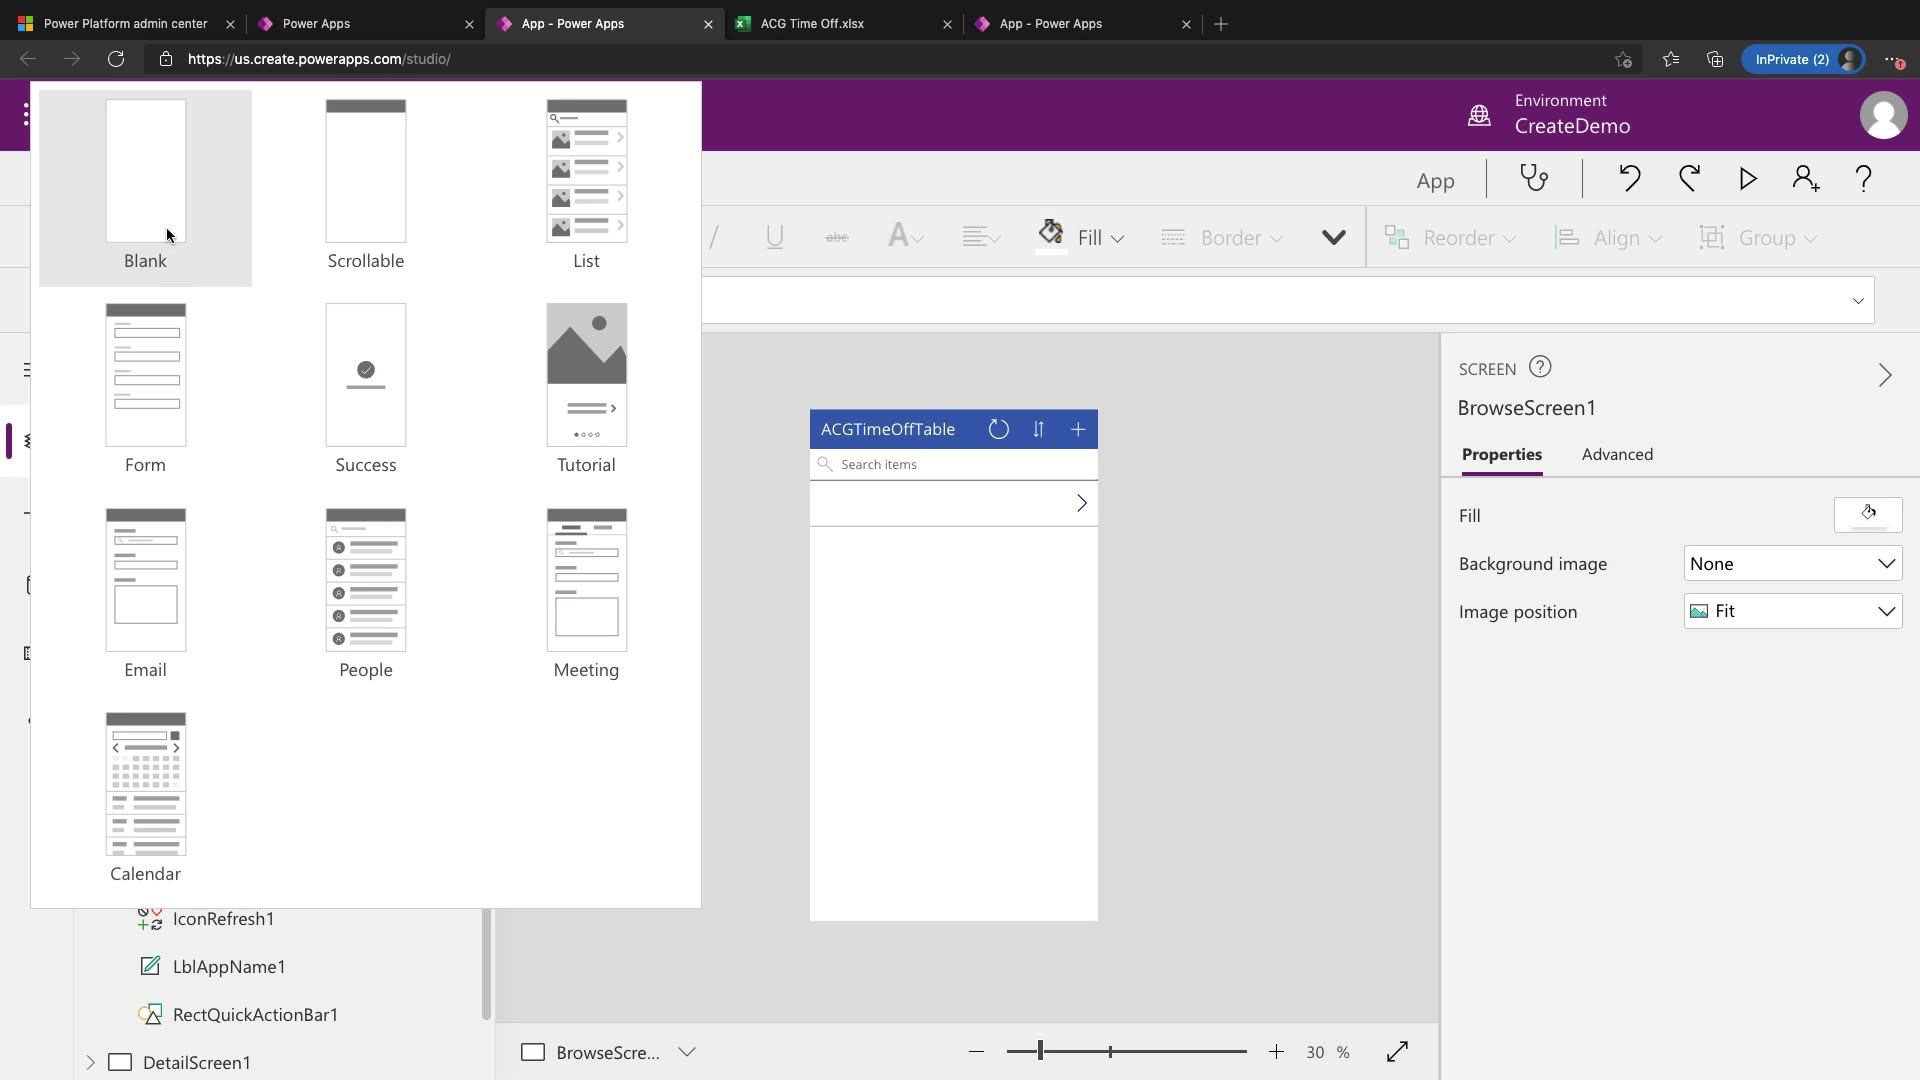 Power Platform admin center
Power Apps
App - Power Apps
ACG Time Off.xlsx
App - Power Apps
https://us.create.powerapps.com/studio/
InPrivate (2)
Environment
CreateDemo
App
abc
A
Fill
Border
Reorder
Align
Group
Blank
Scrollable
List
Form
Success
Tutorial
Email
People
Meeting
Calendar
IconRefresh1
LblAppName1
RectQuickActionBar1
DetailScreen1
ACGTimeOffTable
Search items
SCREEN
BrowseScreen1
Properties
Advanced
Fill
Background image
None
Image position
Fit
BrowseScre...
30 %